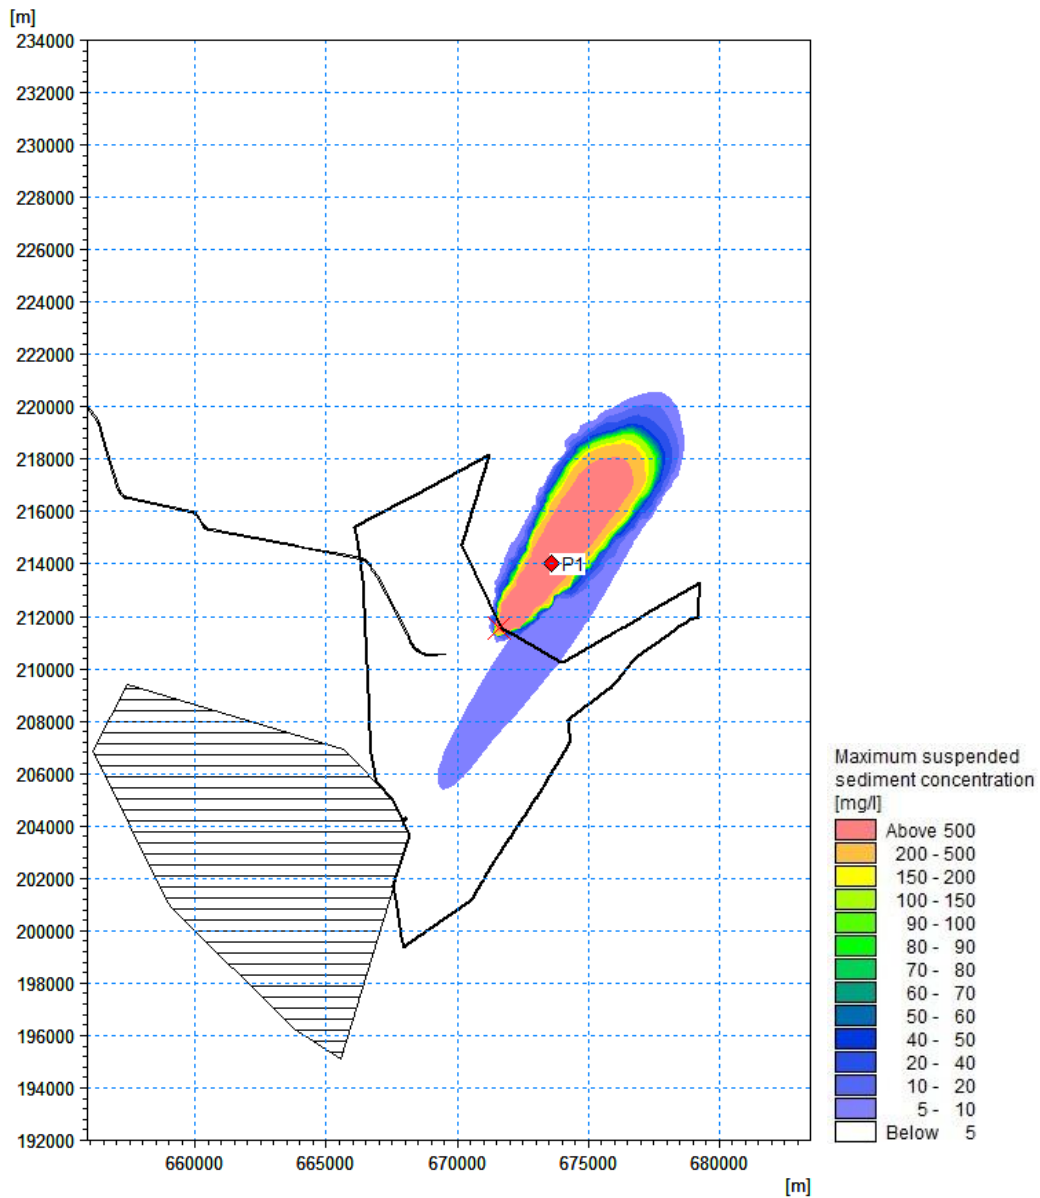 [m]
234000
232000
230000
228000
226000
224000
222000
220000
218000
216000
214000
212000
210000
208000
206000
204000
202000
200000
198000
196000
194000
192000
P1
660000 665000 670000 675000 680000
[m]
Maximum suspended
sediment concentration
[mg/l]
Above 500
200 - 500
150 - 200
100 - 150
90 - 100
80 - 90
70 - 80
60 - 70
50 - 60
40 - 50
20 - 40
10 - 20
5 - 10
Below 5